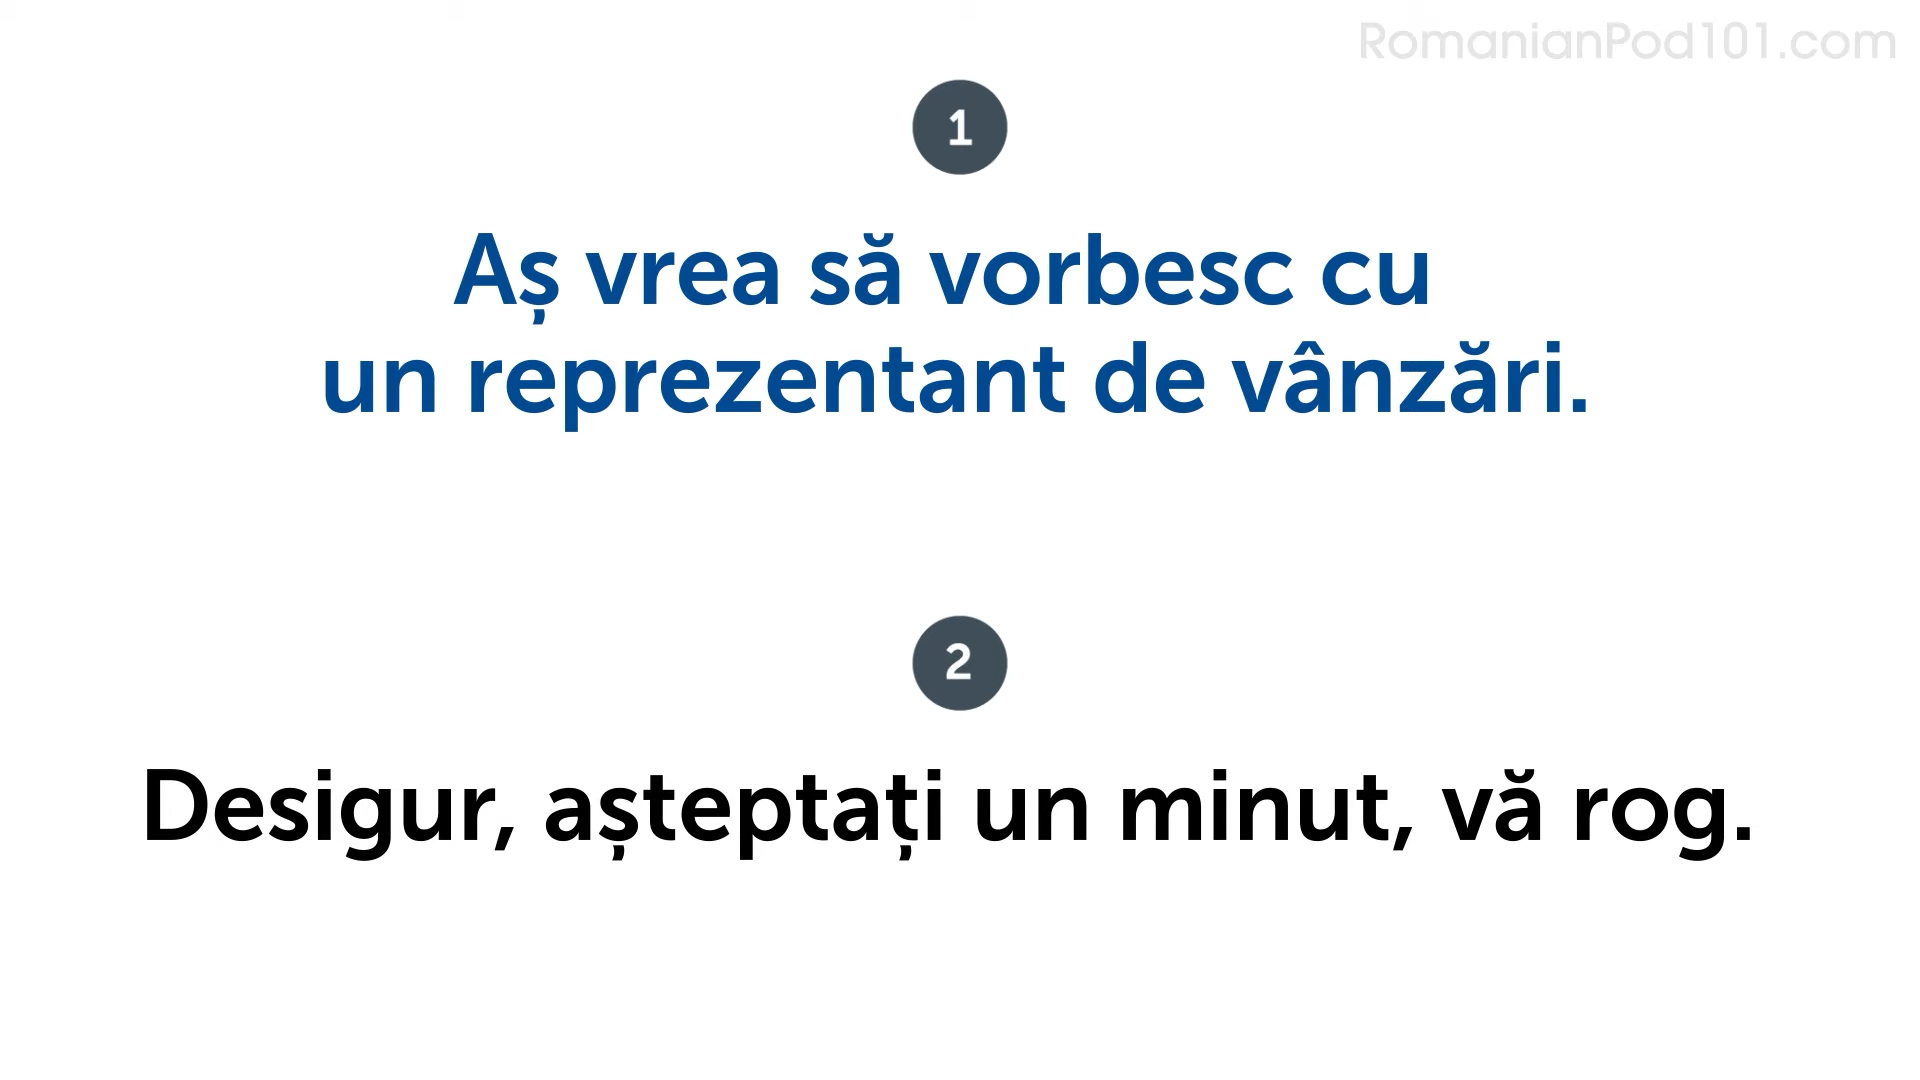 RomanianPod101.com
1
Aș vrea să vorbesc cu
un reprezentant de vânzări.
2
Desigur, așteptați un minut, vă rog.